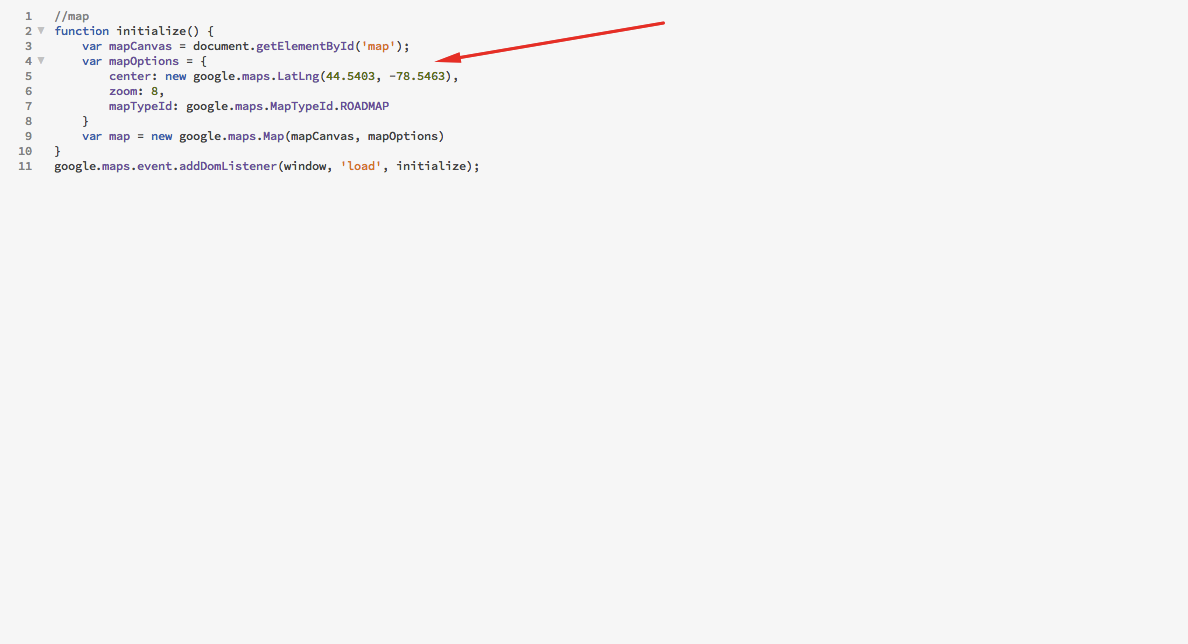 1 //map
2 function initialize() {
3 var mapCanvas = document.getElementById('map');
4 var mapOptions = {
5 center: new google.maps.LatLng(44.5403, -78.5463),
6 zoom: 8,
7 mapTypeId: google.maps.MapTypeId.ROADMAP
8 }
9 var map = new google.maps.Map(mapCanvas, mapOptions)
10 }
11 google.maps.event.addDomListener(window, 'load', initialize);